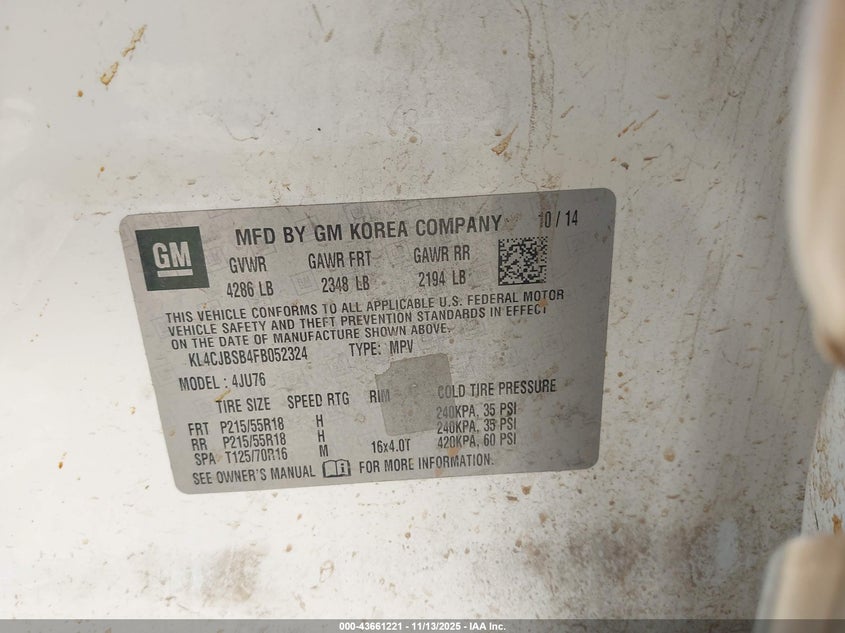 GM
MFD BY GM KOREA COMPANY 10 / 14
GVWR GAWR FRT GAWR RR
4286 LB 2348 LB 2194 LB
THIS VEHICLE CONFORMS TO ALL APPLICABLE U.S. FEDERAL MOTOR
VEHICLE SAFETY AND THEFT PREVENTION STANDARDS IN EFFECT
ON THE DATE OF MANUFACTURE SHOWN ABOVE.
KL4CJBSB4FB052324 TYPE: MPV
MODEL : 4JU76
TIRE SIZE SPEED RTG RIM COLD TIRE PRESSURE
FRT P215/55R18 H 240KPA, 35 PSI
RR P215/55R18 H 240KPA, 35 PSI
SPA T125/70R16 M 16x4.0T 420KPA, 60 PSI
SEE OWNER'S MANUAL FOR MORE INFORMATION.
000-43661221 - 11/13/2025 - IAA Inc.